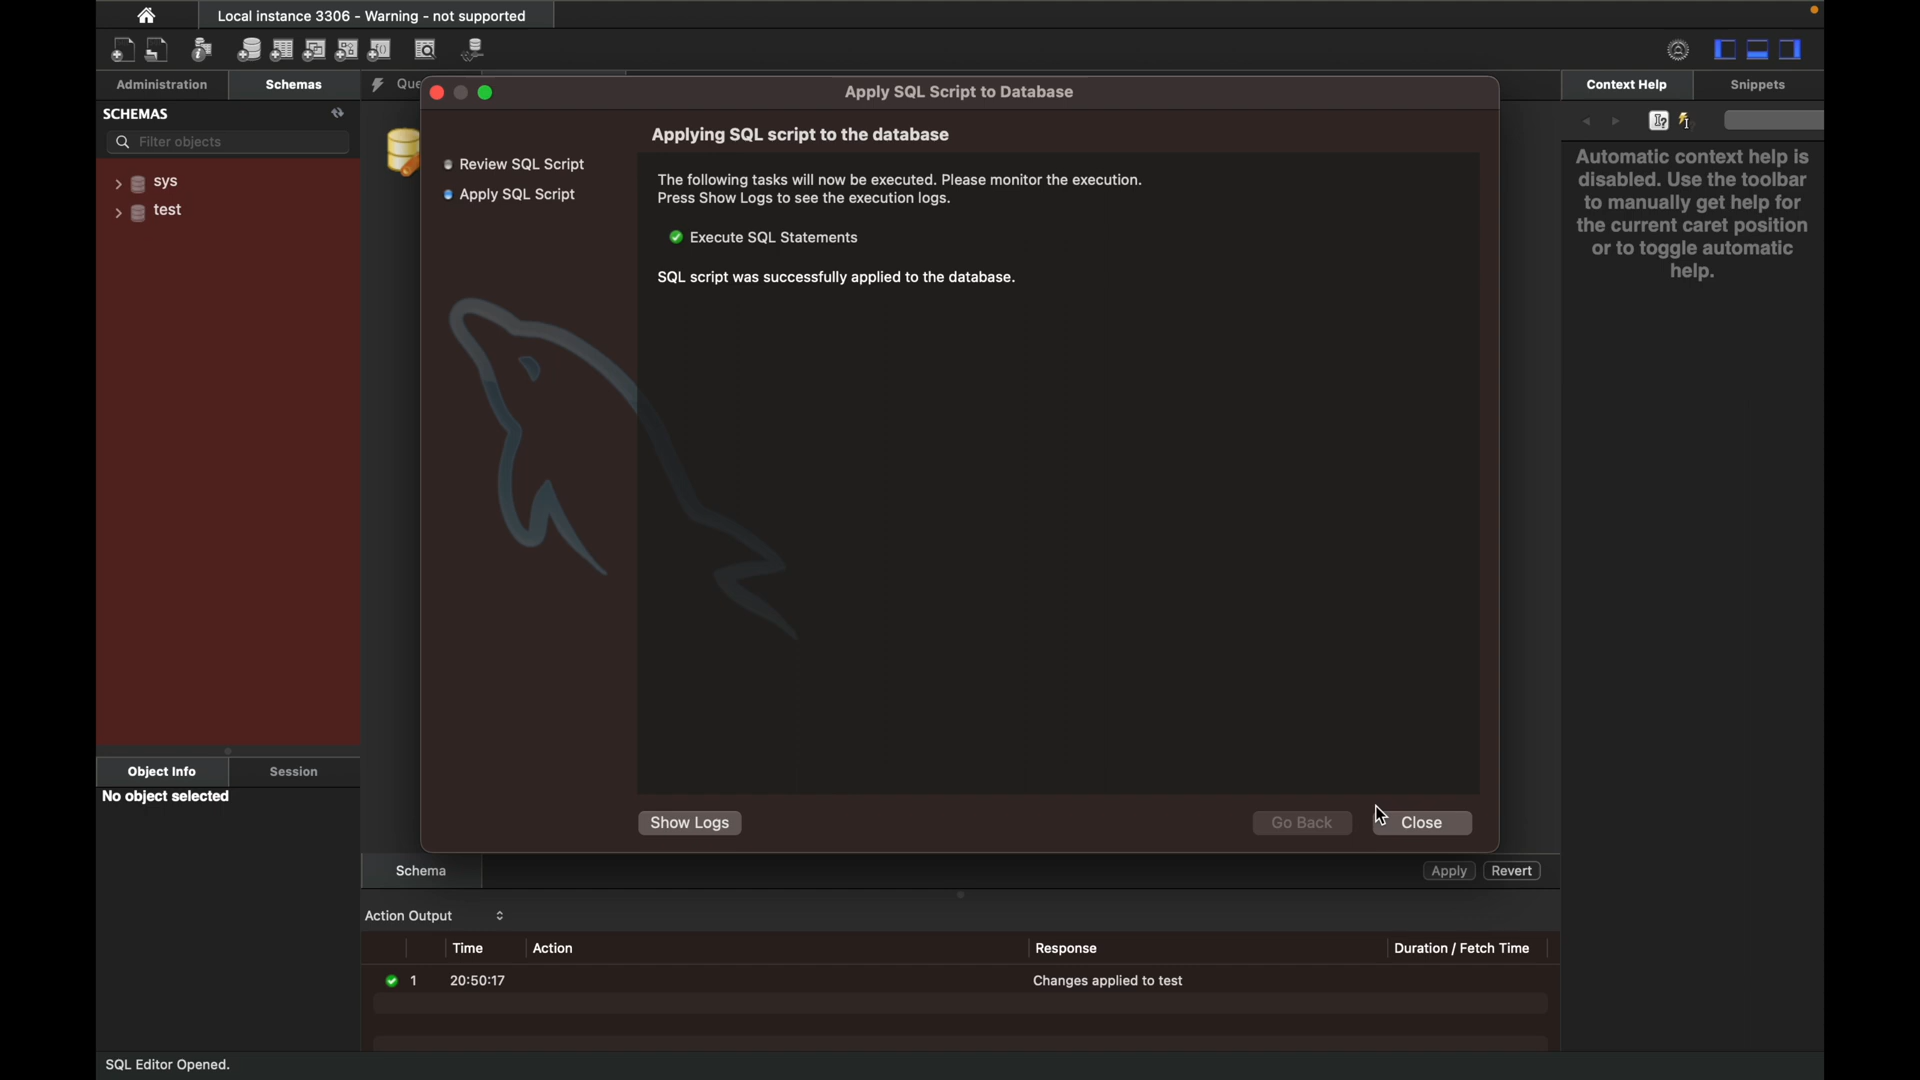 Local instance 3306 - Warning - not supported
Administration
Schemas
Que
Apply SQL Script to Database
Context Help
Snippets
SCHEMAS
Filter objects
sys
test
Review SQL Script
Apply SQL Script
Applying SQL script to the database
The following tasks will now be executed. Please monitor the execution.
Press Show Logs to see the execution logs.
Execute SQL Statements
SQL script was successfully applied to the database.
Automatic context help is
disabled. Use the toolbar
to manually get help for
the current caret position
or to toggle automatic
help.
Object Info
Session
No object selected
Show Logs
Go Back
Close
Schema
Apply
Revert
Action Output
Time
Action
Response
Duration / Fetch Time
1
20:50:17
Changes applied to test
SQL Editor Opened.